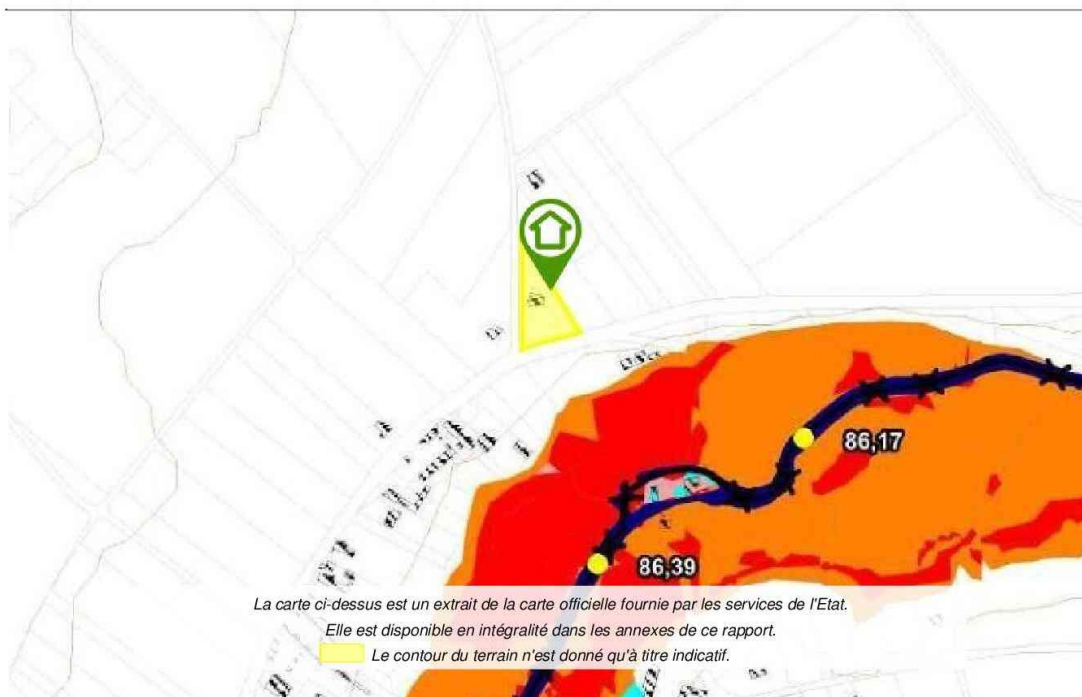 86,17
86,39
La carte ci-dessus est un extrait de la carte officielle fournie par les services de l'Etat.
Elle est disponible en intégralité dans les annexes de ce rapport.
Le contour du terrain n'est donné qu'à titre indicatif.